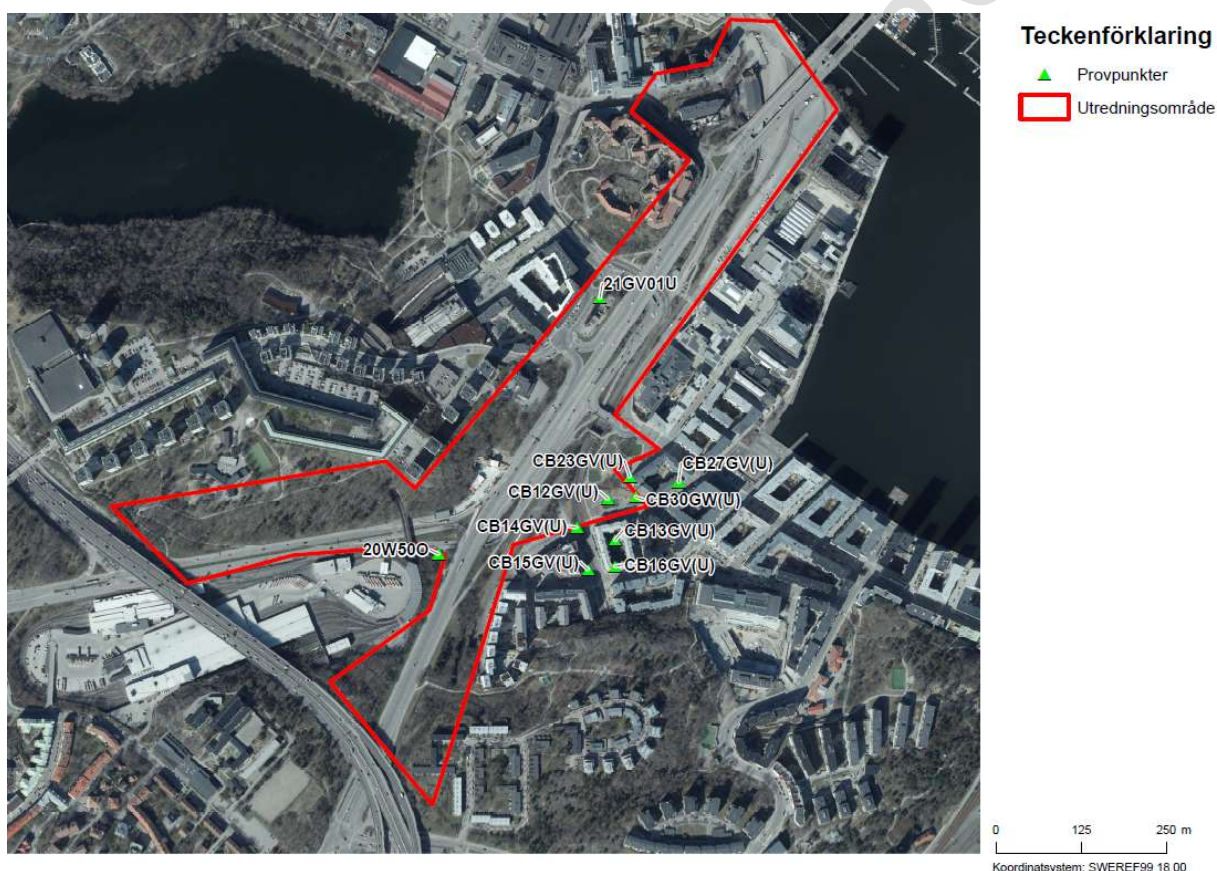 Teckenförklaring
Provpunkter
Utredningsområde
21GV01U
CB23GV(U)
CB27GV(U)
CB12GV(U)
CB30GW(U)
CB14GV(U)
CB13GV(U)
20W50O
CB15GV(U)
CB16GV(U)
0 125 250 m
Koordinatsystem: SWEREF99 18 00